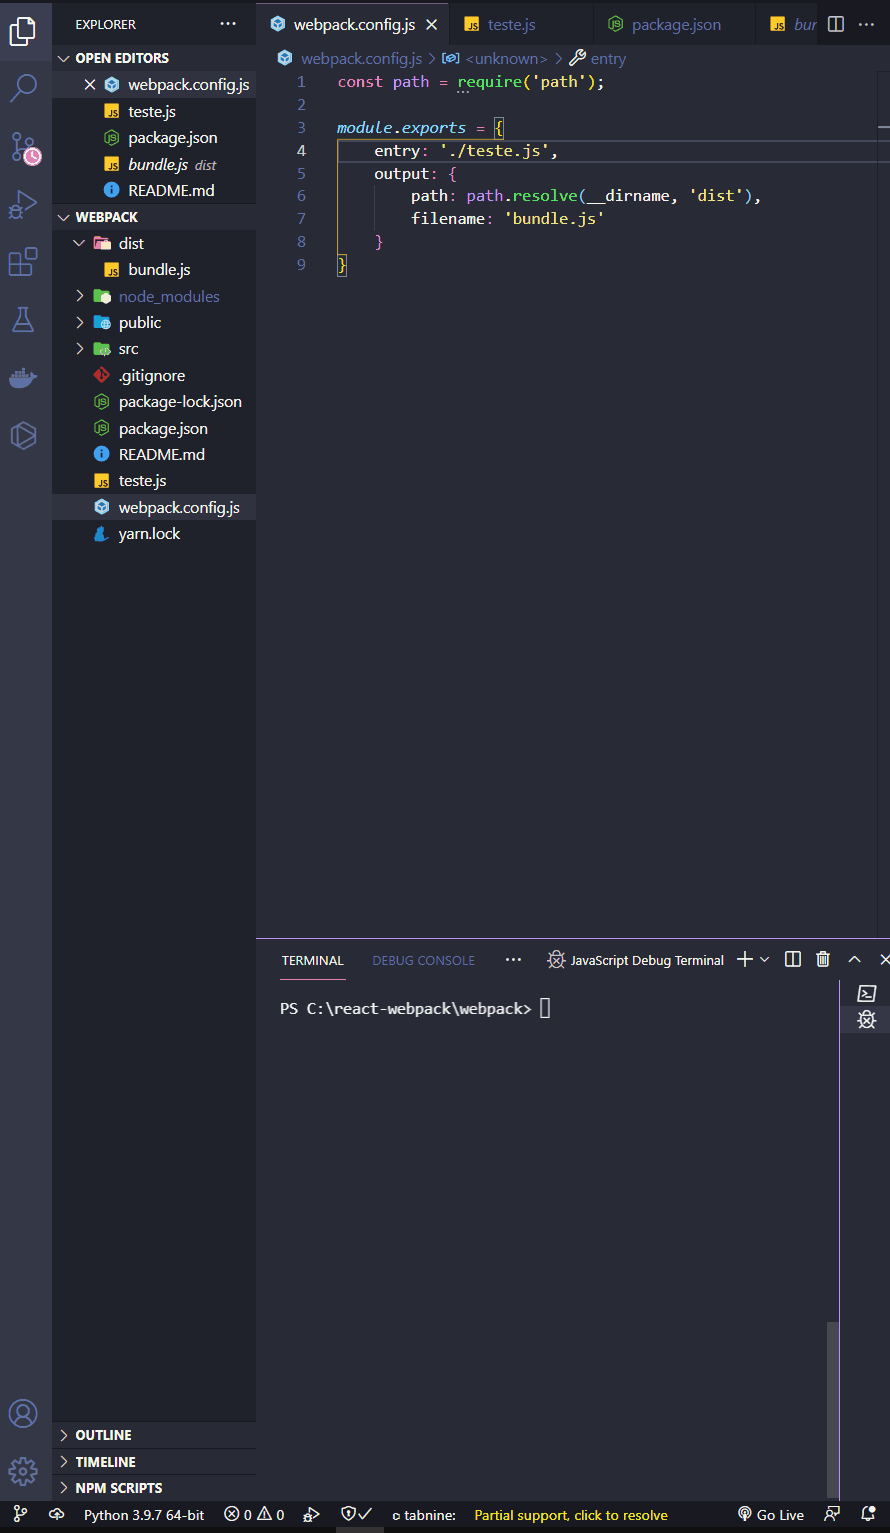 EXPLORER
OPEN EDITORS
webpack.config.js
teste.js
package.json
bundle.js dist
README.md
WEBPACK
dist
bundle.js
node_modules
public
src
.gitignore
package-lock.json
package.json
README.md
teste.js
webpack.config.js
yarn.lock
OUTLINE
TIMELINE
NPM SCRIPTS
webpack.config.js teste.js package.json bun
webpack.config.js > <unknown> > entry
1 const path = require('path');
2
3 module.exports = {
4 entry: './teste.js',
5 output: {
6 path: path.resolve(__dirname, 'dist'),
7 filename: 'bundle.js'
8 }
9 }
TERMINAL DEBUG CONSOLE ... JavaScript Debug Terminal
PS C:\react-webpack\webpack>
Python 3.9.7 64-bit 0 0 tabnine: Partial support, click to resolve Go Live